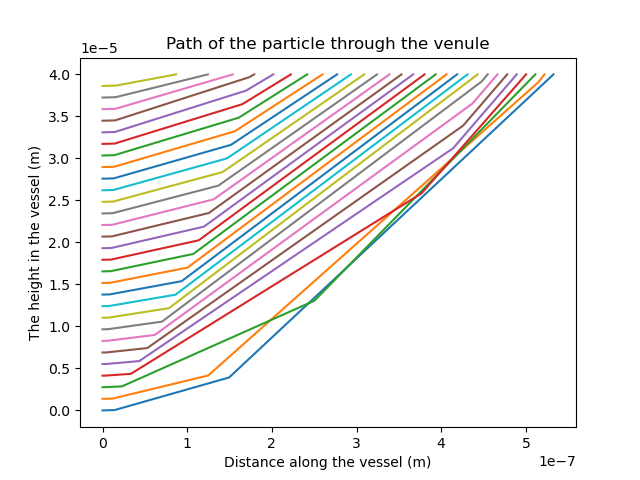 Path of the particle through the venule
1e−5
4.0
3.5
3.0
2.5
2.0
1.5
1.0
0.5
0.0
The height in the vessel (m)
0 1 2 3 4 5
1e−7
Distance along the vessel (m)